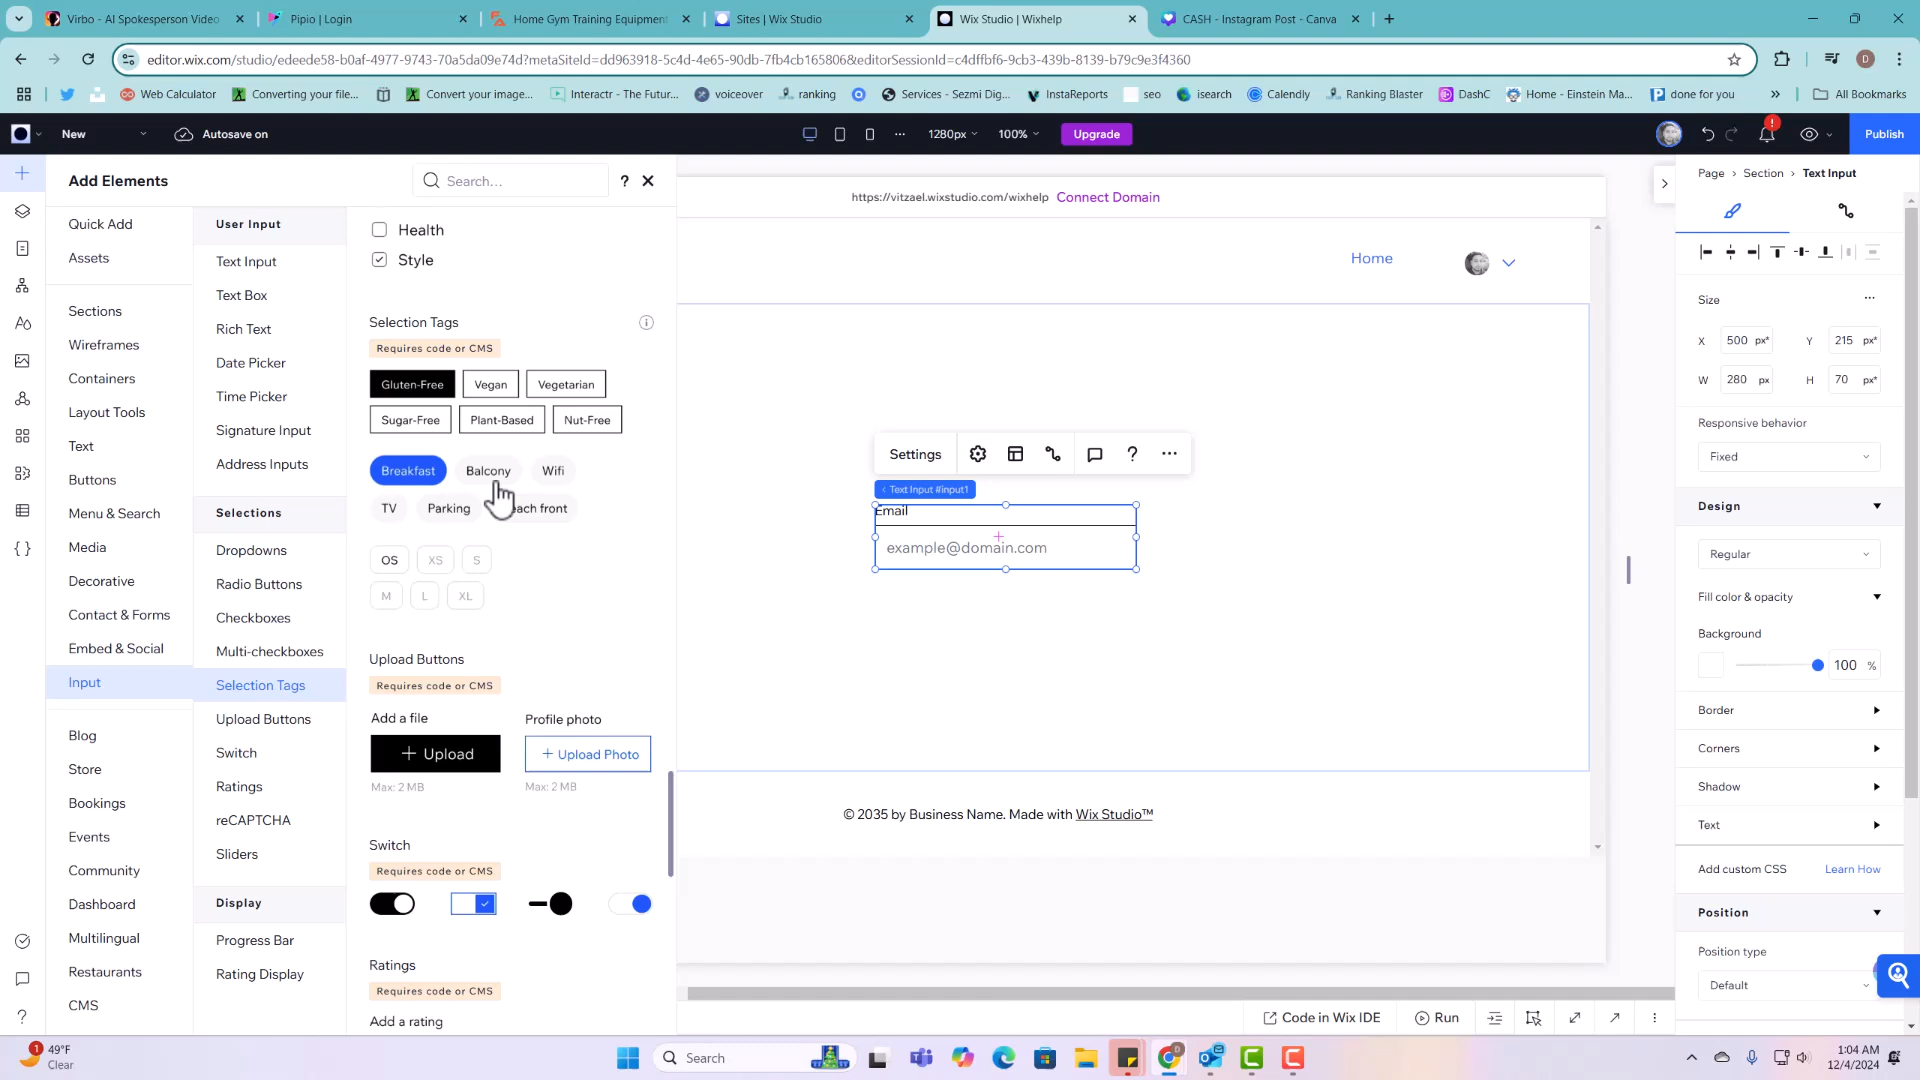 Virbo - AI Spokesperson Video
Pipio | Login
Home Gym Training Equipment
Sites | Wix Studio
Wix Studio | Wixhelp
CASH - Instagram Post - Canva
editor.wix.com/studio/edeede58-b0af-4977-9743-70a5da09e74d?metaSiteId=dd963918-5c4d-4e65-90db-7fb4cb165806&editorSessionId=c4dffbf6-9cb3-439b-8139-b79c9e3f4360
D
Web Calculator
Converting your file...
Convert your image...
Interactr - The Futur...
voiceover
ranking
Services - Sezmi Dig...
InstaReports
seo
isearch
Calendly
Ranking Blaster
DashC
Home - Einstein Ma...
done for you
All Bookmarks
New
Autosave on
1280px
100%
Upgrade
Publish
Add Elements
Search...
?
Quick Add
Assets
Sections
Wireframes
Containers
Layout Tools
Text
Buttons
Menu & Search
Media
Decorative
Contact & Forms
Embed & Social
Input
Blog
Store
Bookings
Events
Community
Dashboard
Multilingual
Restaurants
CMS
User Input
Text Input
Text Box
Rich Text
Date Picker
Time Picker
Signature Input
Address Inputs
Selections
Dropdowns
Radio Buttons
Checkboxes
Multi-checkboxes
Selection Tags
Upload Buttons
Switch
Ratings
reCAPTCHA
Sliders
Display
Progress Bar
Rating Display
Health
Style
Selection Tags
Requires code or CMS
Gluten-Free Vegan Vegetarian
Sugar-Free Plant-Based Nut-Free
Breakfast Balcony Wifi
TV Parking each front
OS XS S
M L XL
Upload Buttons
Requires code or CMS
Add a file
Profile photo
+ Upload
+ Upload Photo
Max: 2 MB
Max: 2 MB
Switch
Requires code or CMS
Ratings
Requires code or CMS
Add a rating
https://vitzael.wixstudio.com/wixhelp Connect Domain
Home
Settings
?
Text Input #input1
Email
example@domain.com
© 2035 by Business Name. Made with Wix Studio™
Code in Wix IDE
Run
Page > Section > Text Input
Size
X 500 px* Y 215 px*
W 280 px H 70 px*
Responsive behavior
Fixed
Design
Regular
Fill color & opacity
Background
100 %
Border
Corners
Shadow
Text
Add custom CSS
Learn How
Position
Position type
Default
1
49°F
Clear
Search
1:04 AM
12/4/2024